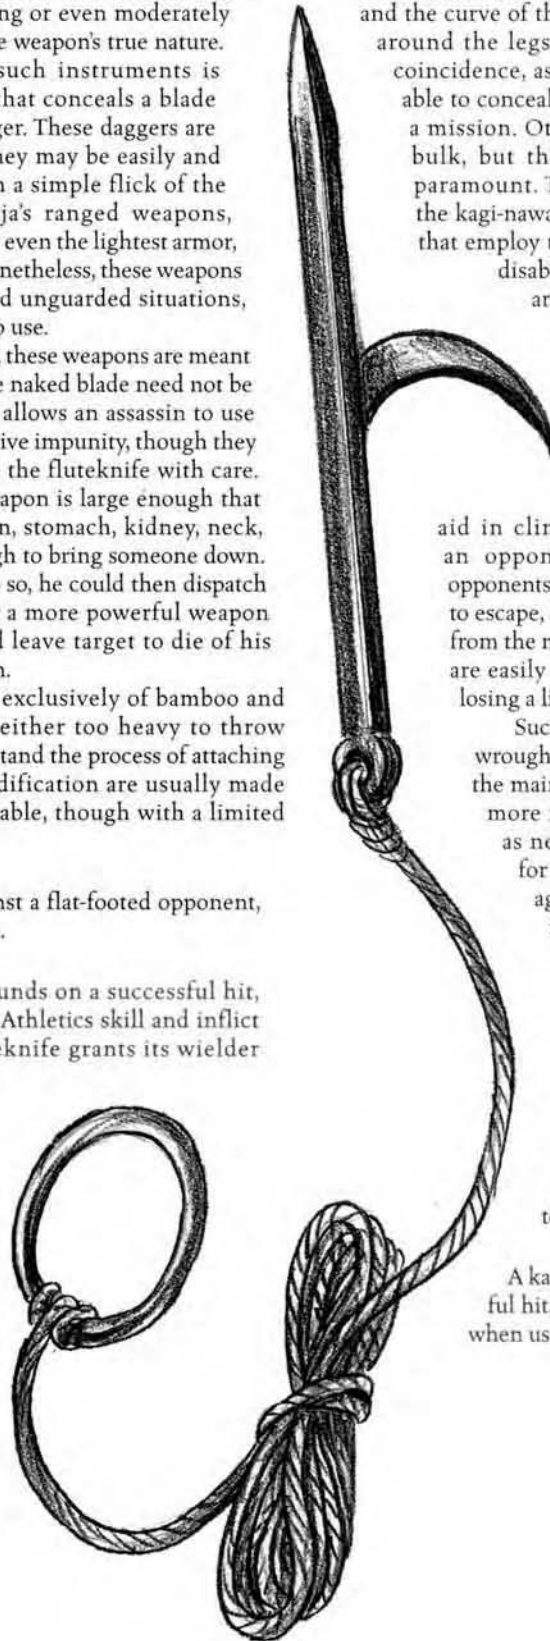 ng or even moderately
e weapon's true nature.
such instruments is
that conceals a blade
ger. These daggers are
ney may be easily and
h a simple flick of the
ja's ranged weapons,
even the lightest armor,
netheless, these weapons
d unguarded situations,
o use.
, these weapons are meant
e naked blade need not be
allows an assassin to use
ive impunity, though they
the fluteknife with care.
eapon is large enough that
n, stomach, kidney, neck,
gh to bring someone down.
so, he could then dispatch
a more powerful weapon
l leave target to die of his
n.
exclusively of bamboo and
either too heavy to throw
tand the process of attaching
dification are usually made
able, though with a limited
nst a flat-footed opponent,
unds on a successful hit,
Athletics skill and inflict
eknife grants its wielder
and the curve of th
around the legs
coincidence, as
able to conceal
a mission. Or
bulk, but th
paramount. T
the kagi-nawa
that employ t
disab
ar
aid in clin
an oppon
opponents
to escape,
from the m
are easily
losing a li
Suc
wrough
the main
more
as ne
for
ag
to
A ka
ful hit.
when us